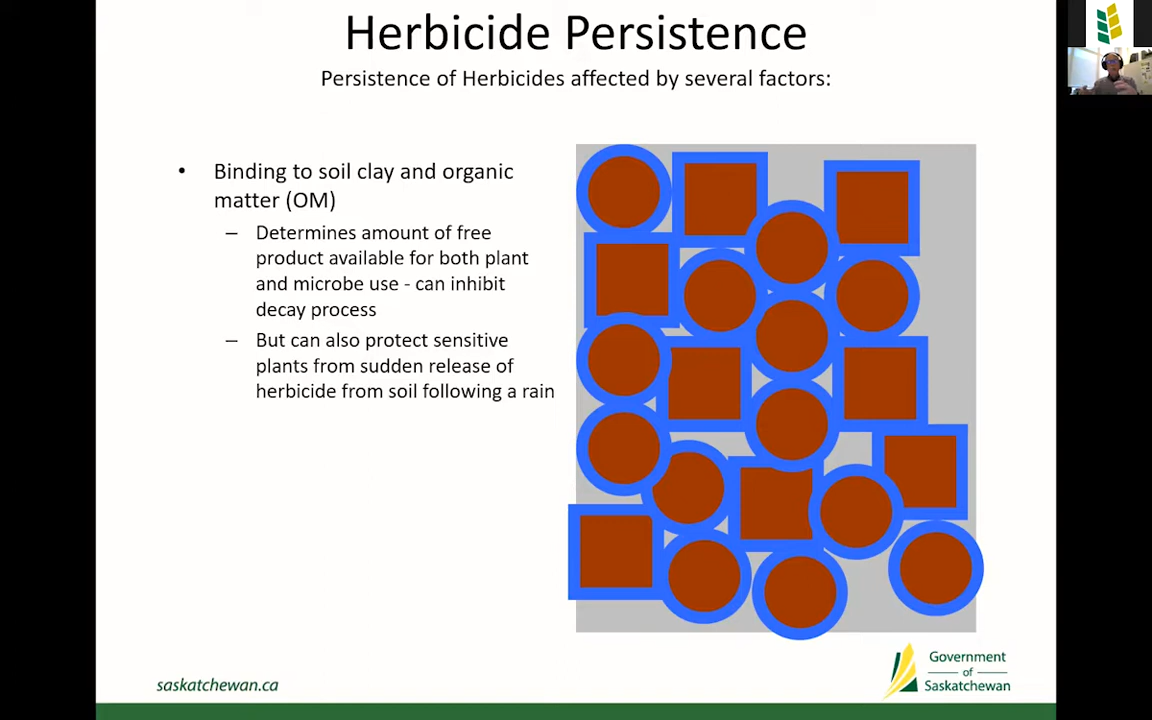 Herbicide Persistence
Persistence of Herbicides affected by several factors:
• Binding to soil clay and organic
matter (OM)
– Determines amount of free
product available for both plant
and microbe use - can inhibit
decay process
– But can also protect sensitive
plants from sudden release of
herbicide from soil following a rain
saskatchewan.ca
Government
of
Saskatchewan